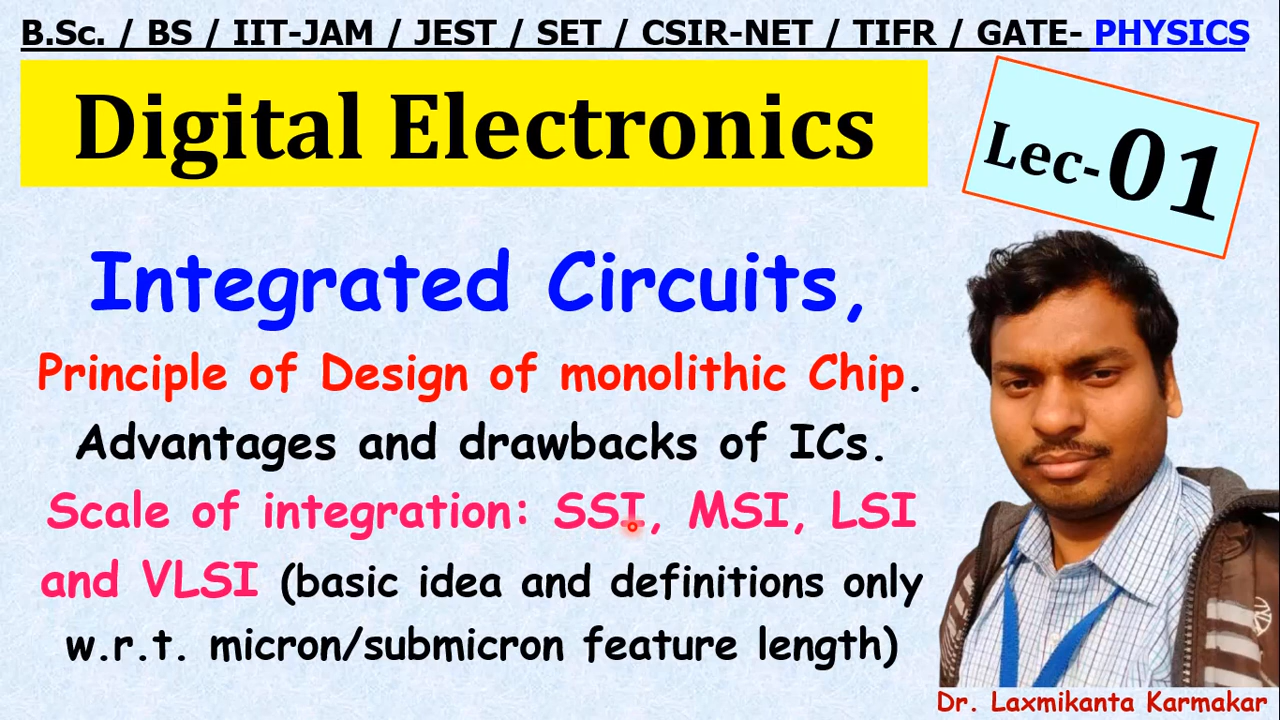 B.Sc. / BS / IIT-JAM / JEST / SET / CSIR-NET / TIFR / GATE- PHYSICS
Digital Electronics
Lec-01
Integrated Circuits,
Principle of Design of monolithic Chip.
Advantages and drawbacks of ICs.
Scale of integration: SSI, MSI, LSI
and VLSI (basic idea and definitions only
w.r.t. micron/submicron feature length)
Dr. Laxmikanta Karmakar